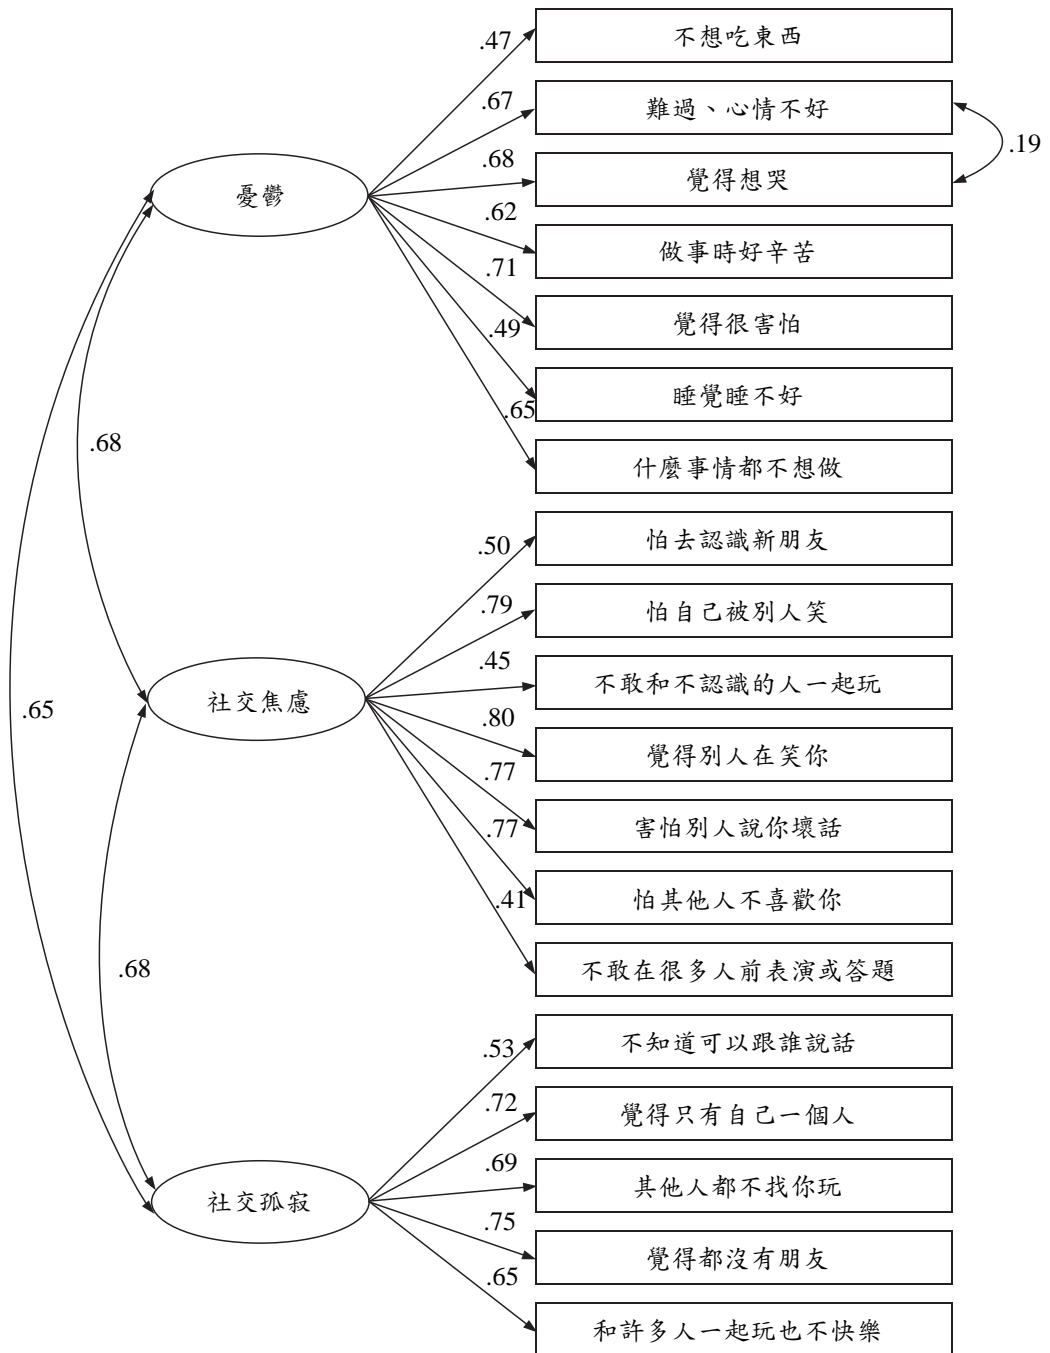 .47
不想吃東西
.67
難過、心情不好
.19
.68
覺得想哭
憂鬱
.62
做事時好辛苦
.71
覺得很害怕
.49
睡覺睡不好
.65
什麼事情都不想做
.68
.50
怕去認識新朋友
.79
怕自己被別人笑
.45
不敢和不認識的人一起玩
社交焦慮
.65
.80
覺得別人在笑你
.77
害怕別人說你壞話
.77
怕其他人不喜歡你
.41
不敢在很多人前表演或答題
.68
.53
不知道可以跟誰說話
.72
覺得只有自己一個人
.69
其他人都不找你玩
社交孤寂
.75
覺得都沒有朋友
.65
和許多人一起玩也不快樂